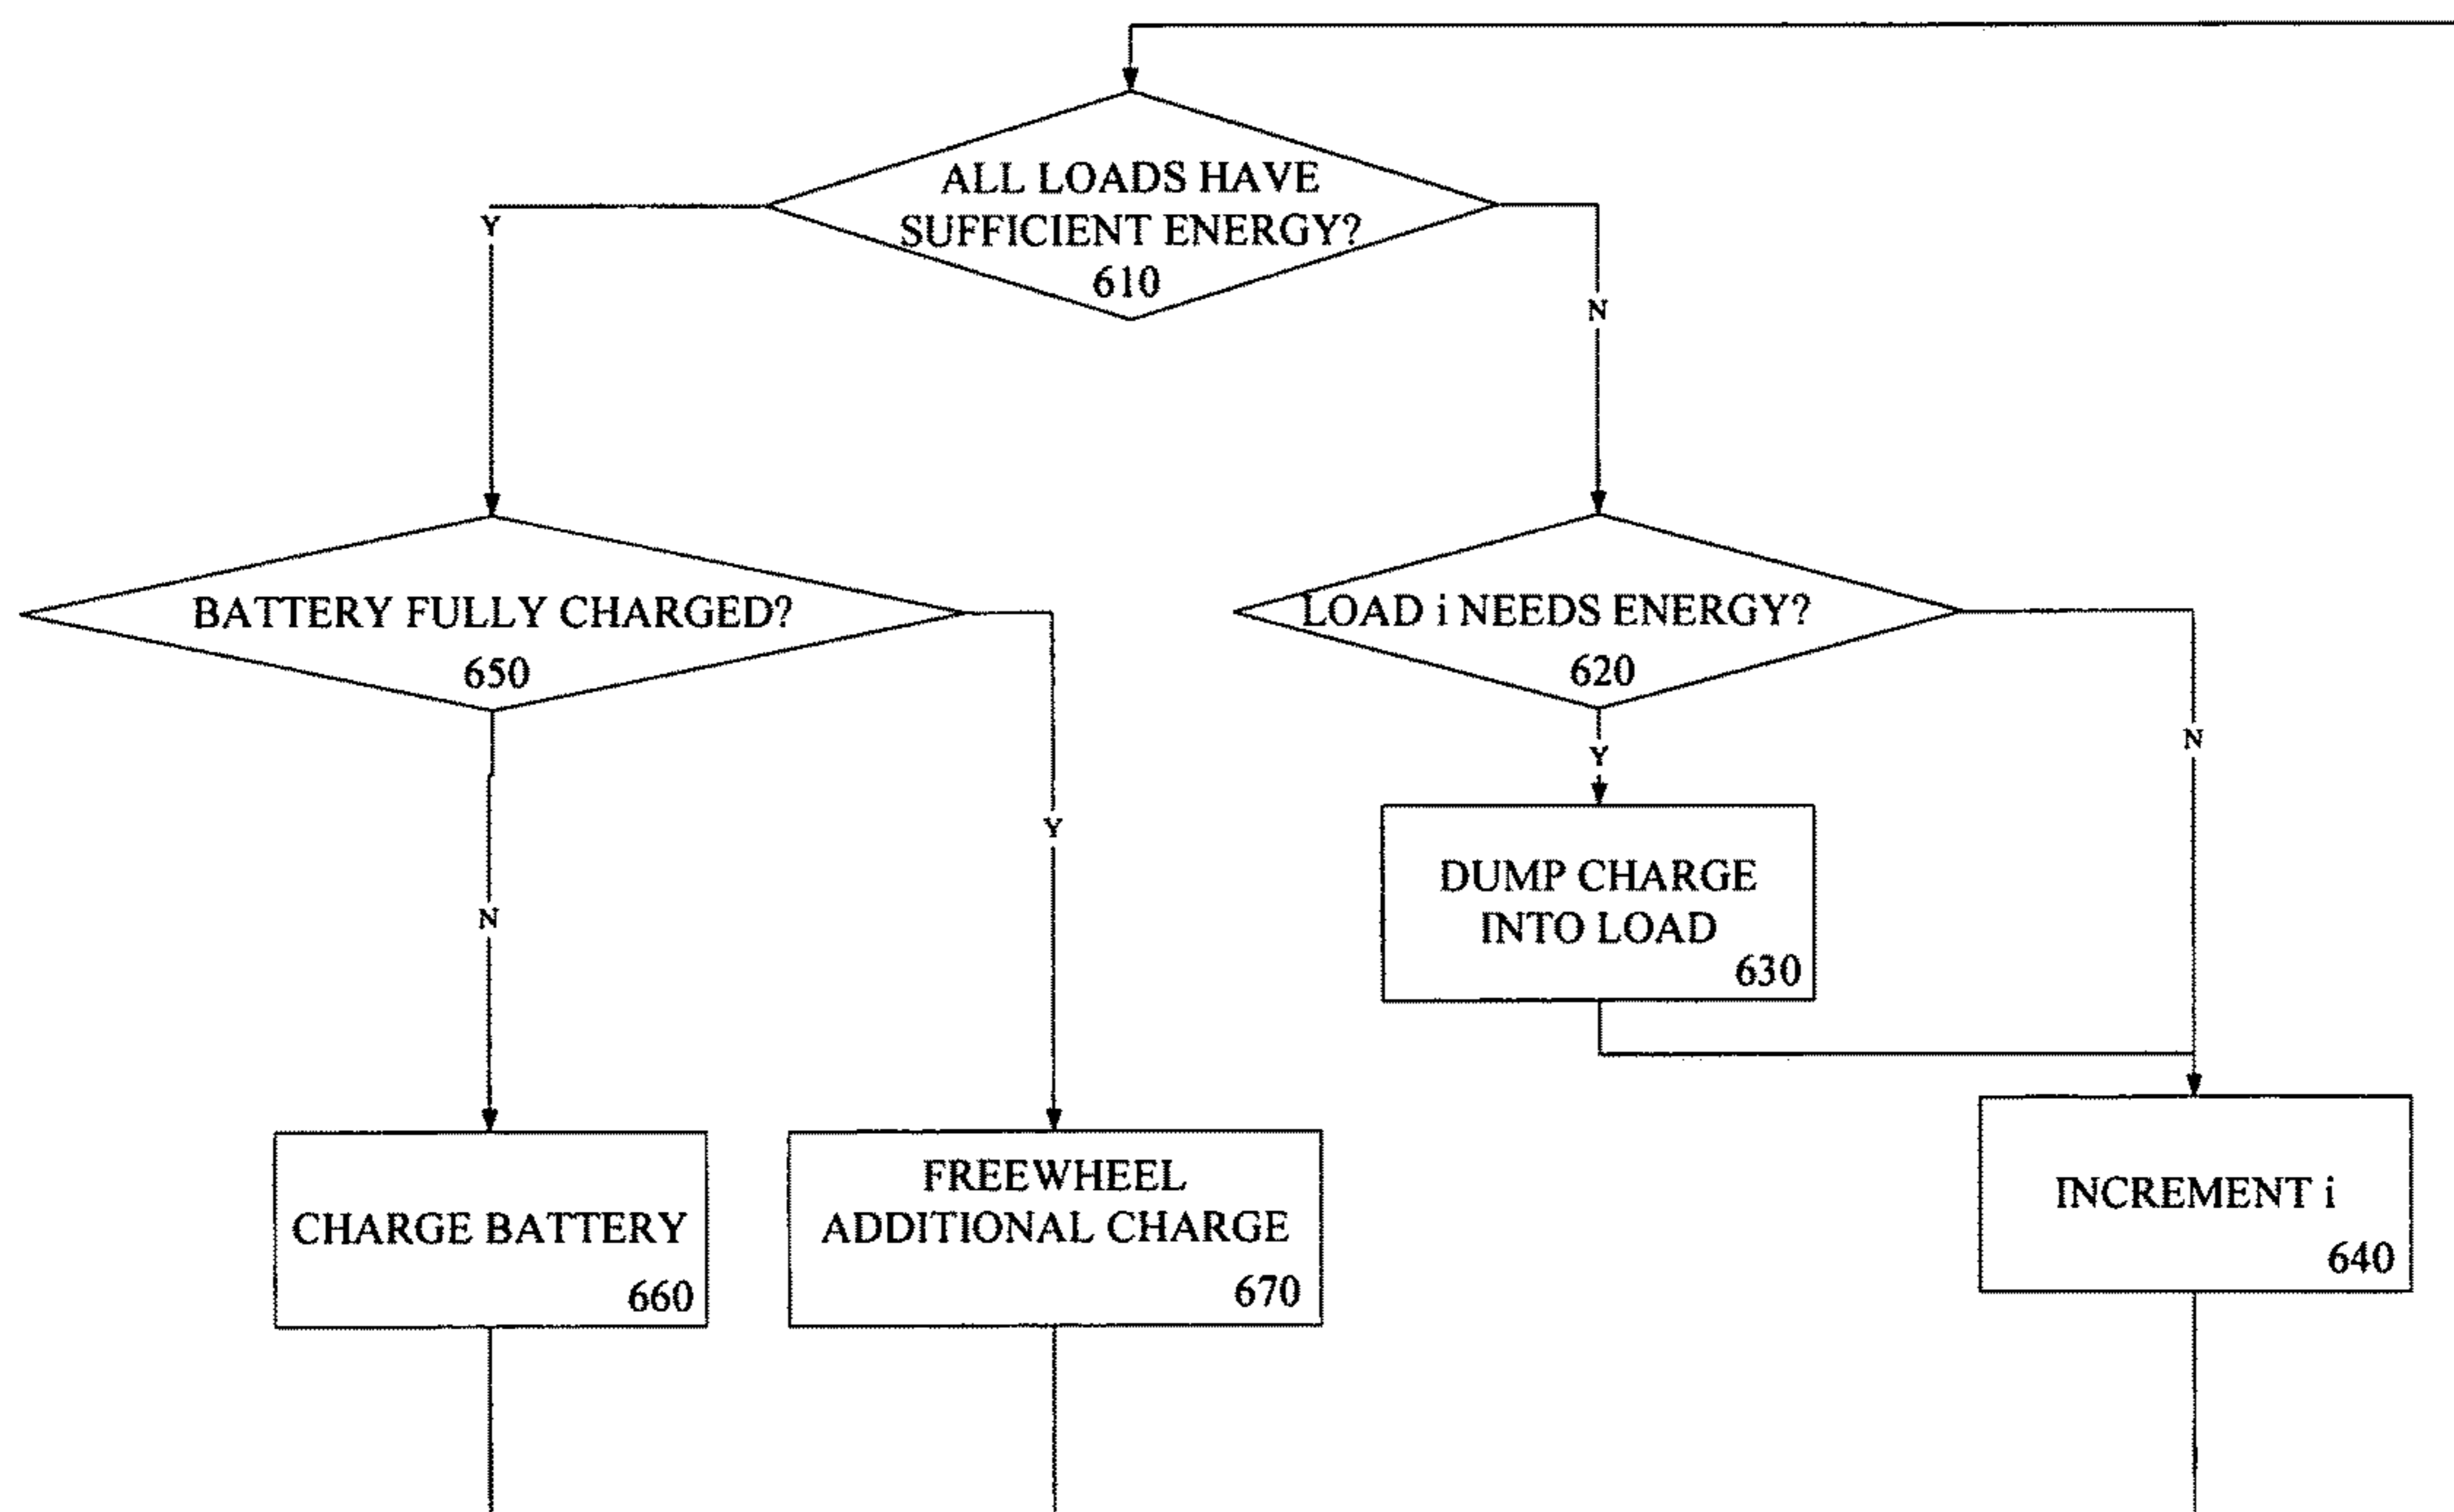 ALL LOADS HAVE
SUFFICIENT ENERGY?
610
Y
N
BATTERY FULLY CHARGED?
650
LOAD i NEEDS ENERGY?
620
N
Y
Y
N
DUMP CHARGE
INTO LOAD
630
CHARGE BATTERY
660
FREEWHEEL
ADDITIONAL CHARGE
670
INCREMENT i
640